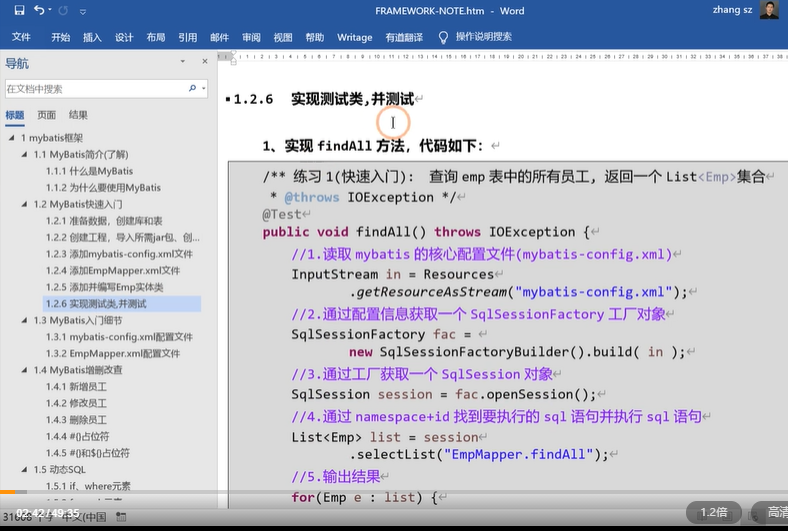 FRAMEWORK-NOTE.htm - Word
zhang sz
文件 开始 插入 设计 布局 引用 邮件 审阅 视图 帮助 Writage 有道翻译 操作说明搜索
导航
在文档中搜索
标题 页面 结果
1 mybatis框架
1.1 MyBatis简介(了解)
1.1.1 什么是MyBatis
1.1.2 为什么要使用MyBatis
1.2 MyBatis快速入门
1.2.1 准备数据，创建库和表
1.2.2 创建工程，导入所需jar包、创...
1.2.3 添加mybatis-config.xml文件
1.2.4 添加EmpMapper.xml文件
1.2.5 添加并编写Emp实体类
1.2.6 实现测试类,并测试
1.3 MyBatis入门细节
1.3.1 mybatis-config.xml配置文件
1.3.2 EmpMapper.xml配置文件
1.4 MyBatis增删改查
1.4.1 新增员工
1.4.2 修改员工
1.4.3 删除员工
1.4.4 #{}占位符
1.4.5 #{}和${}占位符
1.5 动态SQL
1.5.1 if、where元素
1.2.6 实现测试类,并测试
1、实现 findAll 方法，代码如下：
/** 练习1(快速入门)： 查询 emp 表中的所有员工, 返回一个 List<Emp>集合
* @throws IOException */
@Test
public void findAll() throws IOException {
//1.读取 mybatis 的核心配置文件(mybatis-config.xml)
InputStream in = Resources
.getResourceAsStream("mybatis-config.xml");
//2.通过配置信息获取一个 SqlSessionFactory 工厂对象
SqlSessionFactory fac =
new SqlSessionFactoryBuilder().build( in );
//3.通过工厂获取一个 SqlSession 对象
SqlSession session = fac.openSession();
//4.通过 namespace+id 找到要执行的 sql 语句并执行 sql 语句
List<Emp> list = session
.selectList("EmpMapper.findAll");
//5.输出结果
for(Emp e : list) {
02:42/49:35
中文(中国
1.2倍
高清